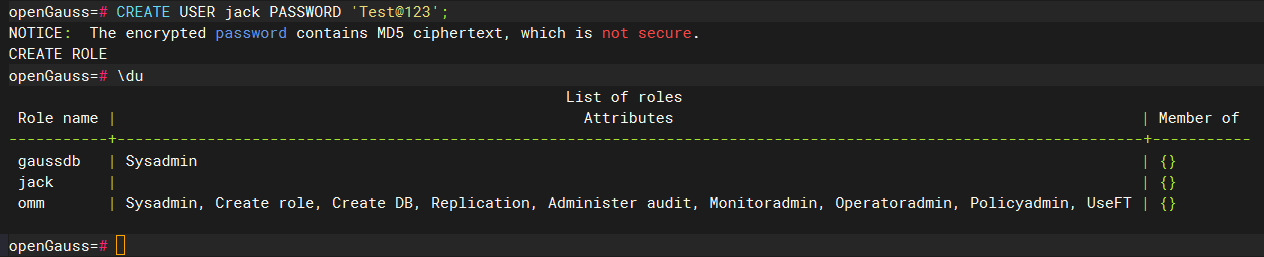 openGauss=# CREATE USER jack PASSWORD 'Test@123';
NOTICE:  The encrypted password contains MD5 ciphertext, which is not secure.
CREATE ROLE
openGauss=# \du
                                                              List of roles
 Role name |                                                    Attributes                                                    | Member of
-----------+------------------------------------------------------------------------------------------------------------------+-----------
 gaussdb   | Sysadmin                                                                                                         | {}
 jack      |                                                                                                                  | {}
 omm       | Sysadmin, Create role, Create DB, Replication, Administer audit, Monitoradmin, Operatoradmin, Policyadmin, UseFT | {}
openGauss=#